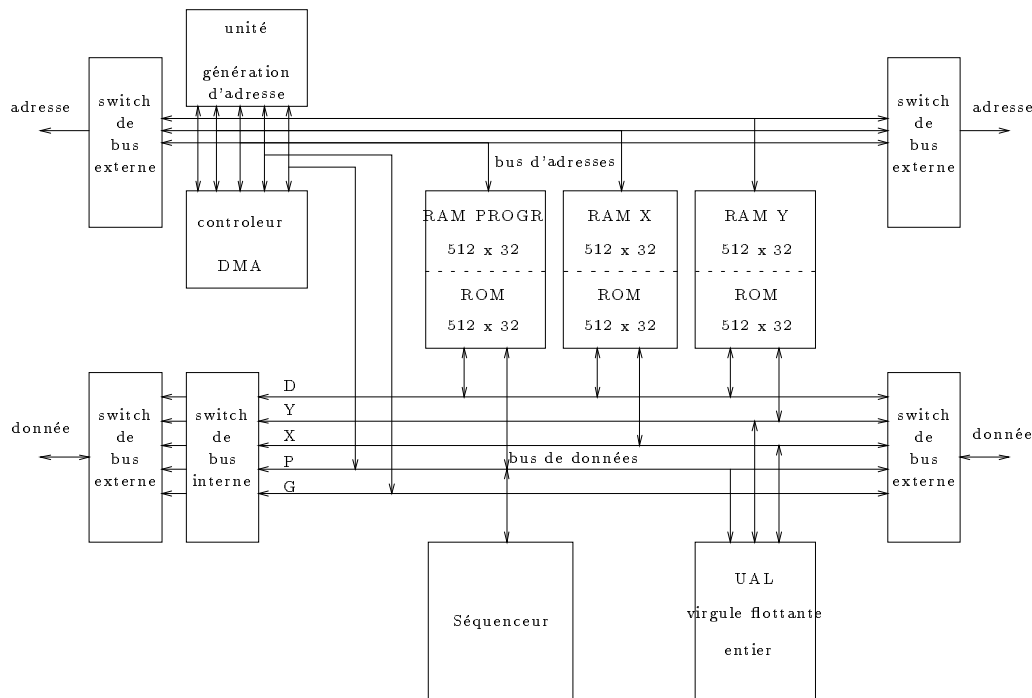 unité
génération
d'adresse
adresse
switch
de
bus
externe
switch
de
bus
externe
adresse
bus d'adresses
controleur
DMA
RAM PROGR
512 x 32
ROM
512 x 32
RAM X
512 x 32
ROM
512 x 32
RAM Y
512 x 32
ROM
512 x 32
donnée
switch
de
bus
externe
switch
de
bus
interne
D
Y
X
P
G
bus de données
switch
de
bus
externe
donnée
Séquenceur
UAL
virgule flottante
entier